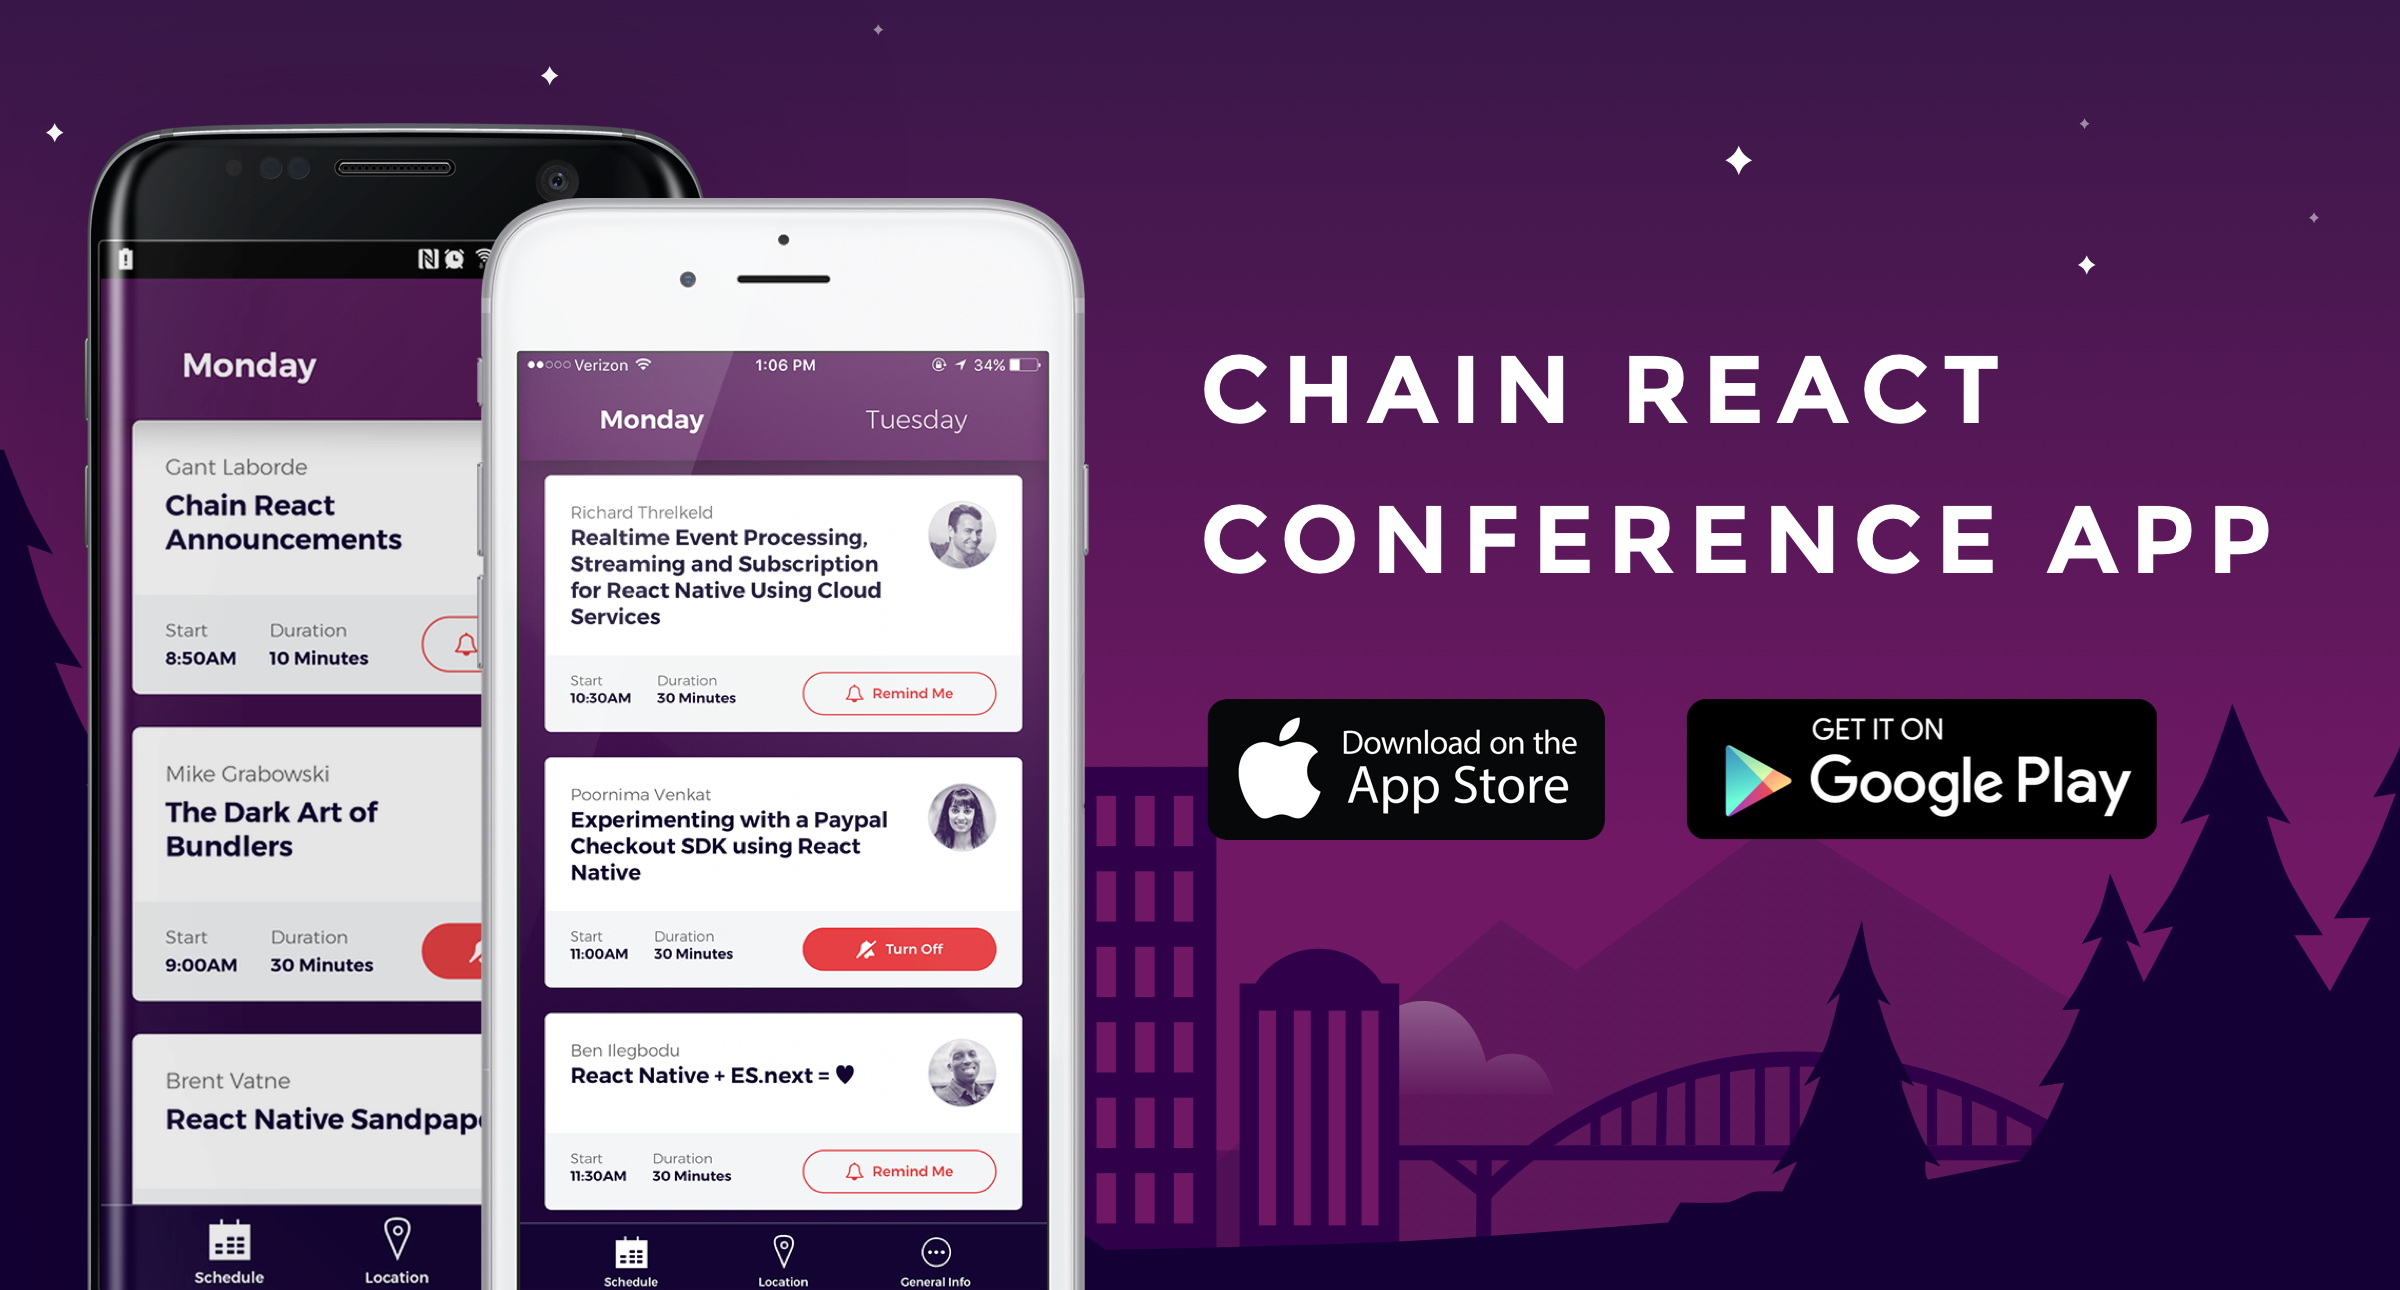 Monday
Gant Laborde
Chain React
Announcements
Start
Duration
8:50AM
10 Minutes
Mike Grabowski
The Dark Art of
Bundlers
Start
Duration
9:00AM
30 Minutes
Brent Vatne
React Native Sandpap
Schedule
Location
Verizon
1:06 PM
34%
Monday
Tuesday
Richard Threlkeld
Realtime Event Processing,
Streaming and Subscription
for React Native Using Cloud
Services
Start
Duration
10:30AM
30 Minutes
Remind Me
Poornima Venkat
Experimenting with a Paypal
Checkout SDK using React
Native
Start
Duration
11:00AM
30 Minutes
Turn Off
Ben Ilegbodu
React Native + ES.next = ♥
Start
Duration
11:30AM
30 Minutes
Remind Me
Schedule
Location
General Info
CHAIN REACT
CONFERENCE APP
Download on the
App Store
GET IT ON
Google Play